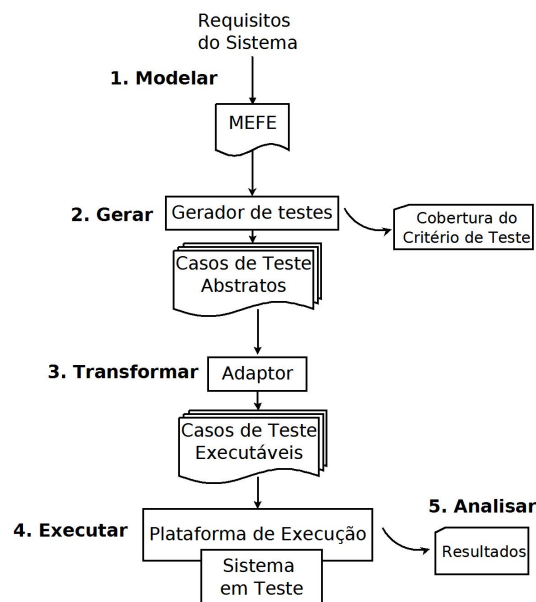 Requisitos
do Sistema
1. Modelar
MEFE
2. Gerar
Gerador de testes
Cobertura do
Critério de Teste
Casos de Teste
Abstratos
3. Transformar
Adaptor
Casos de Teste
Executáveis
4. Executar
Plataforma de Execução
5. Analisar
Resultados
Sistema
em Teste